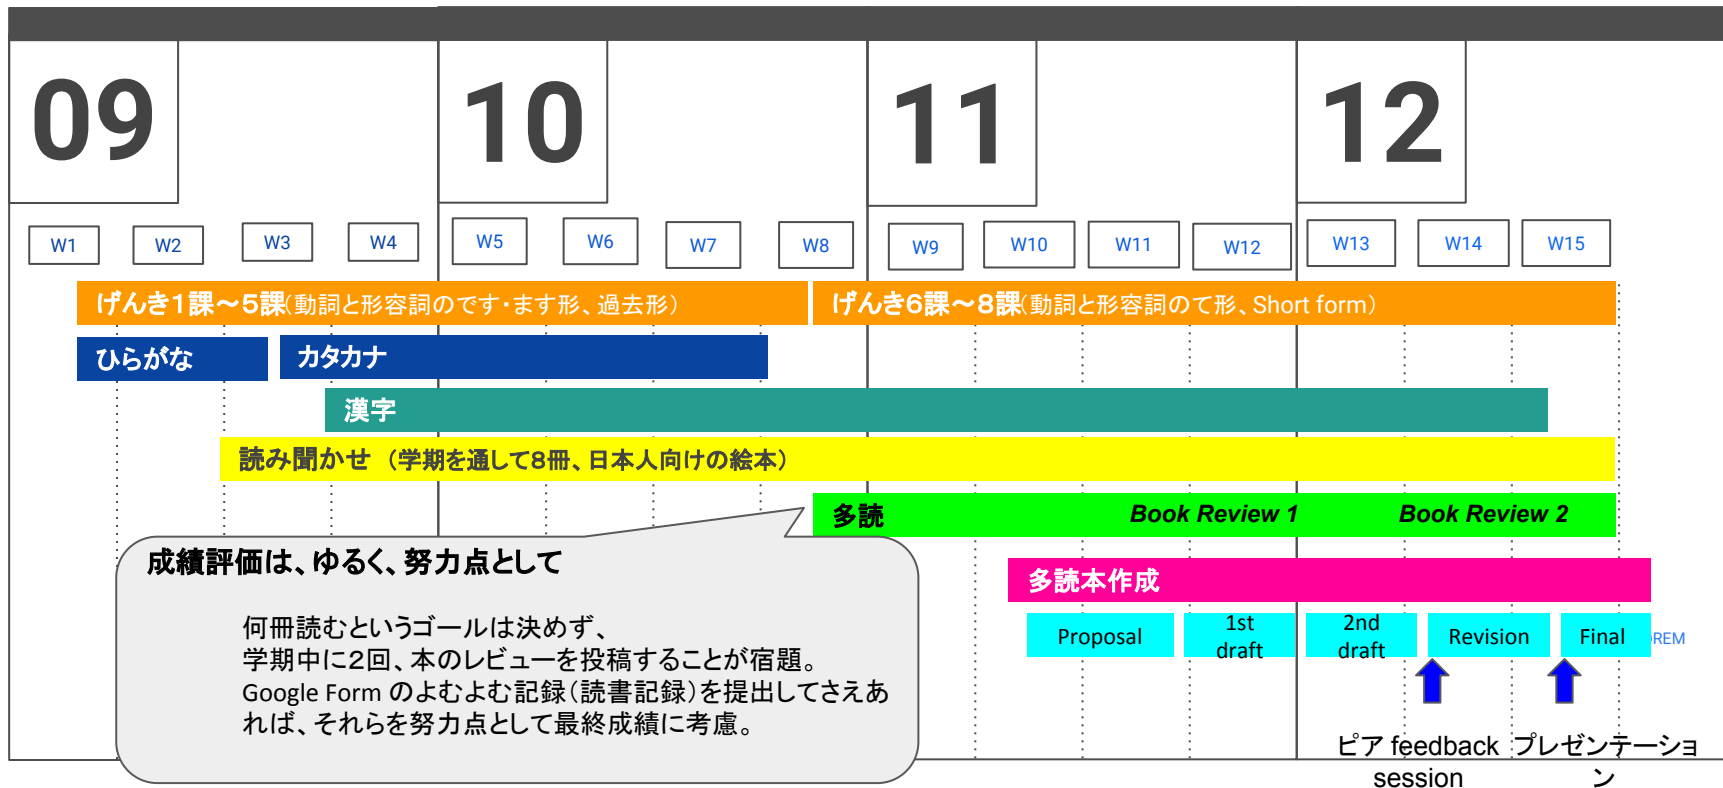 09
10
11
12
W1
W2
W3
W4
W5
W6
W7
W8
W9
W10
W11
W12
W13
W14
W15
げんき１課～５課（動詞と形容詞のです・ます形、過去形）
げんき６課～８課（動詞と形容詞のて形、Short form）
ひらがな
カタカナ
漢字
読み聞かせ （学期を通して８冊、日本人向けの絵本）
多読
Book Review 1
Book Review 2
成績評価は、ゆるく、努力点として
何冊読むというゴールは決めず、
学期中に２回、本のレビューを投稿することが宿題。
Google Form のよむよむ記録（読書記録）を提出してさえあ
れば、それらを努力点として最終成績に考慮。
多読本作成
Proposal
1st
draft
2nd
draft
Revision
Final
REM
ピア feedback
session
プレゼンテーショ
ン